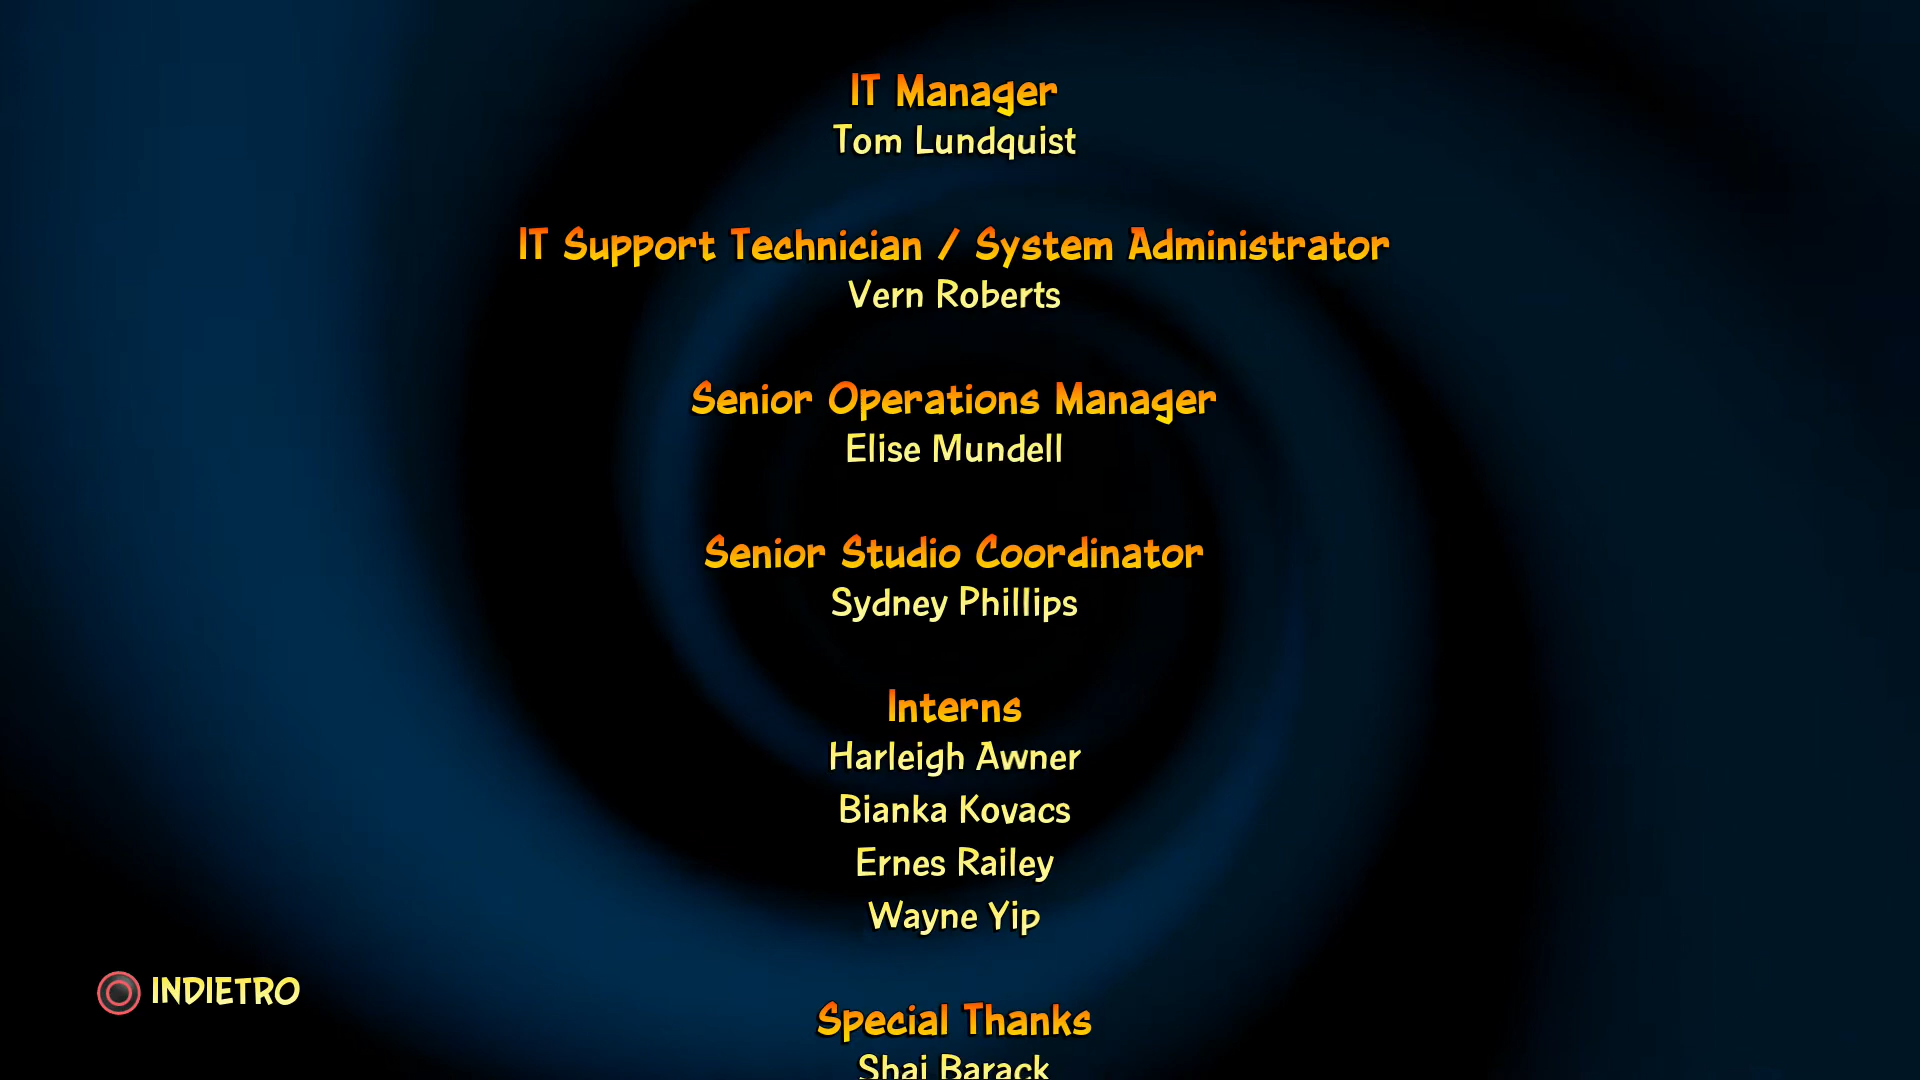 IT Manager
Tom Lundquist
IT Support Technician / System Administrator
Vern Roberts
Senior Operations Manager
Elise Mundell
Senior Studio Coordinator
Sydney Phillips
Interns
Harleigh Awner
Bianka Kovacs
Ernes Railey
Wayne Yip
INDIETRO
Special Thanks
Shai Barack